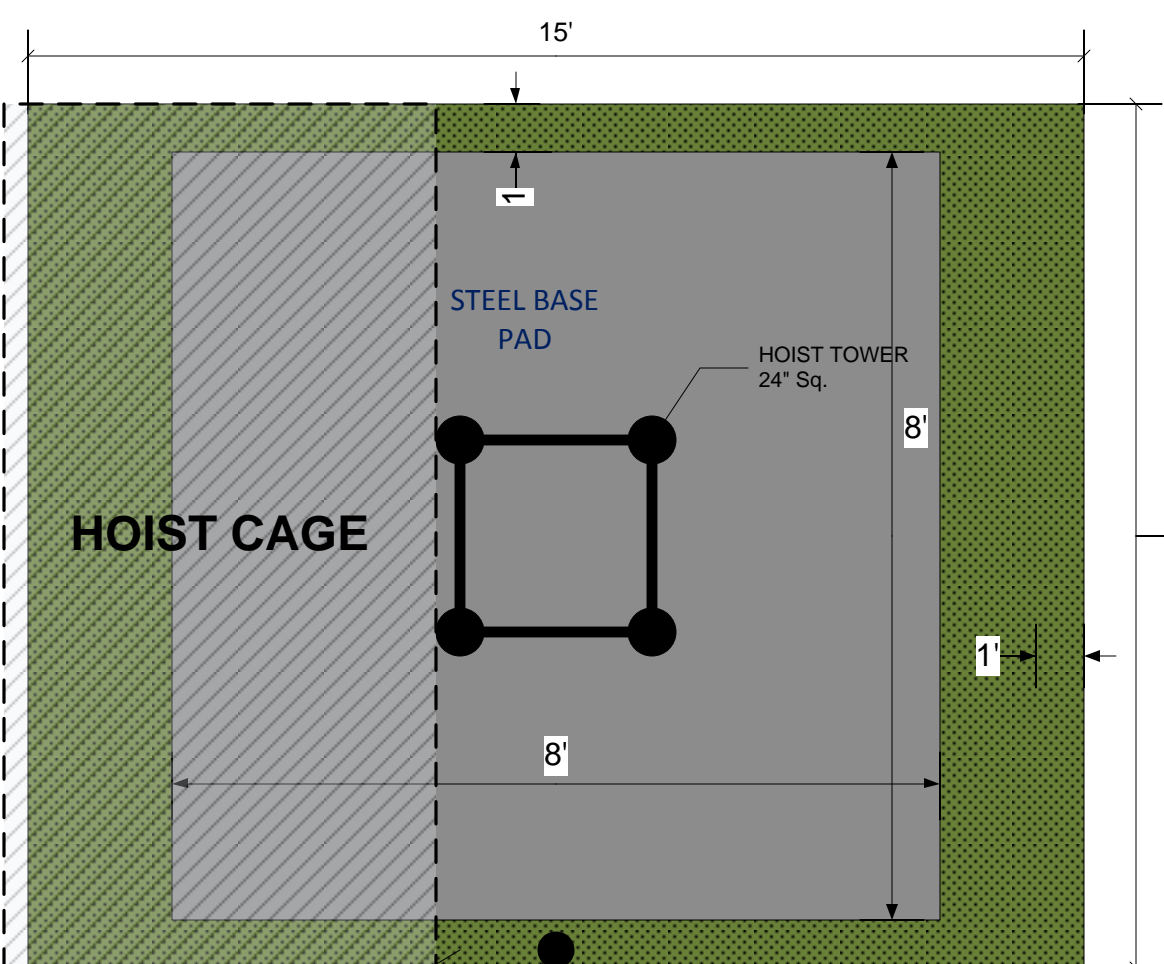 15'
1
STEEL BASE
PAD
HOIST TOWER
24" Sq.
8'
HOIST CAGE
1'
8'